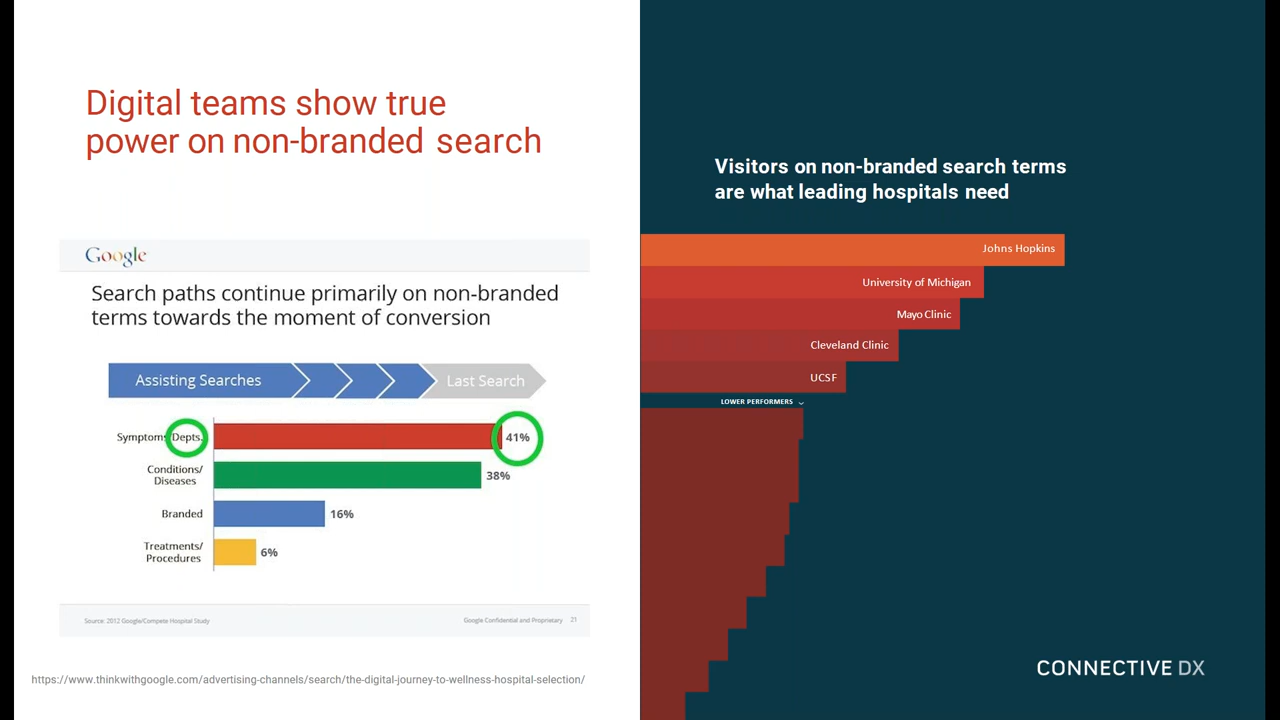 Digital teams show true
power on non-branded search
Google
Search paths continue primarily on non-branded
terms towards the moment of conversion
Assisting Searches
Last Search
Symptoms/Depts.
41%
Conditions/
Diseases
38%
Branded
16%
Treatments/
Procedures
6%
Source: 2012 Google/Compete Hospital Study
Google Confidential and Proprietary 21
https://www.thinkwithgoogle.com/advertising-channels/search/the-digital-journey-to-wellness-hospital-selection/
Visitors on non-branded search terms
are what leading hospitals need
Johns Hopkins
University of Michigan
Mayo Clinic
Cleveland Clinic
UCSF
LOWER PERFORMERS
CONNECTIVE DX